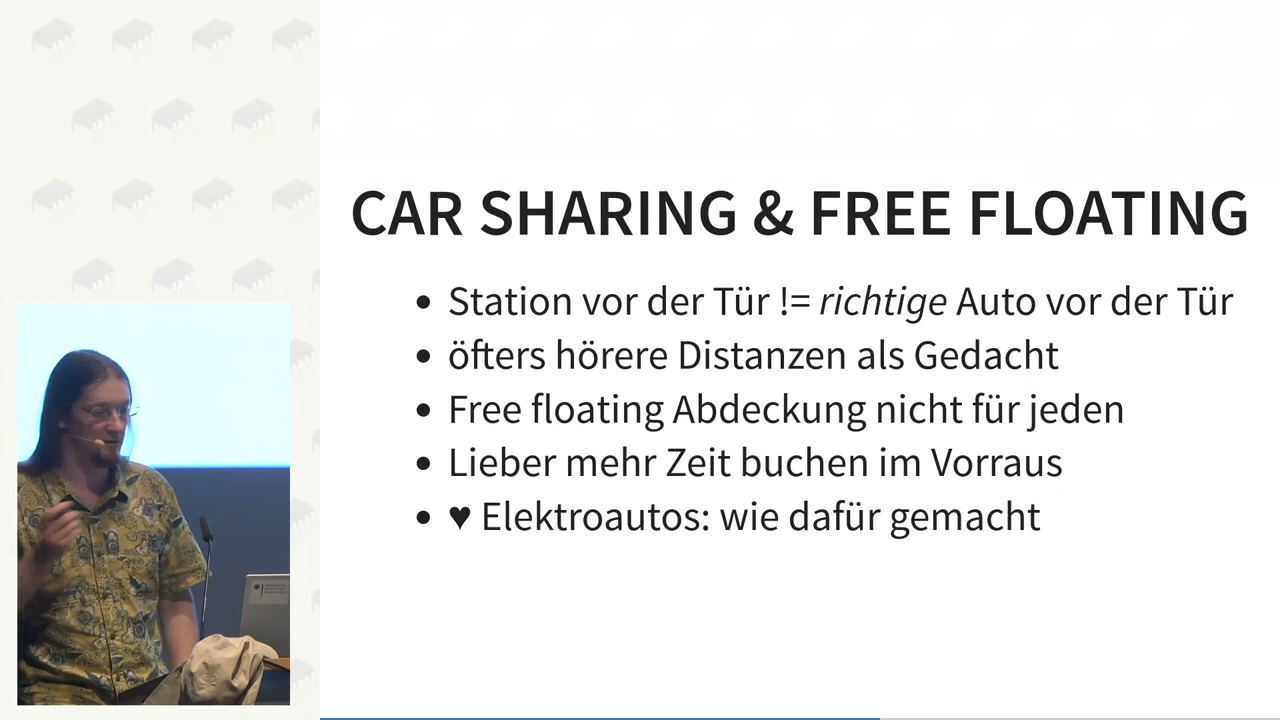 CAR SHARING & FREE FLOATING
Station vor der Tür != richtige Auto vor der Tür
öfters hörere Distanzen als Gedacht
Free floating Abdeckung nicht für jeden
Lieber mehr Zeit buchen im Vorraus
♥ Elektroautos: wie dafür gemacht